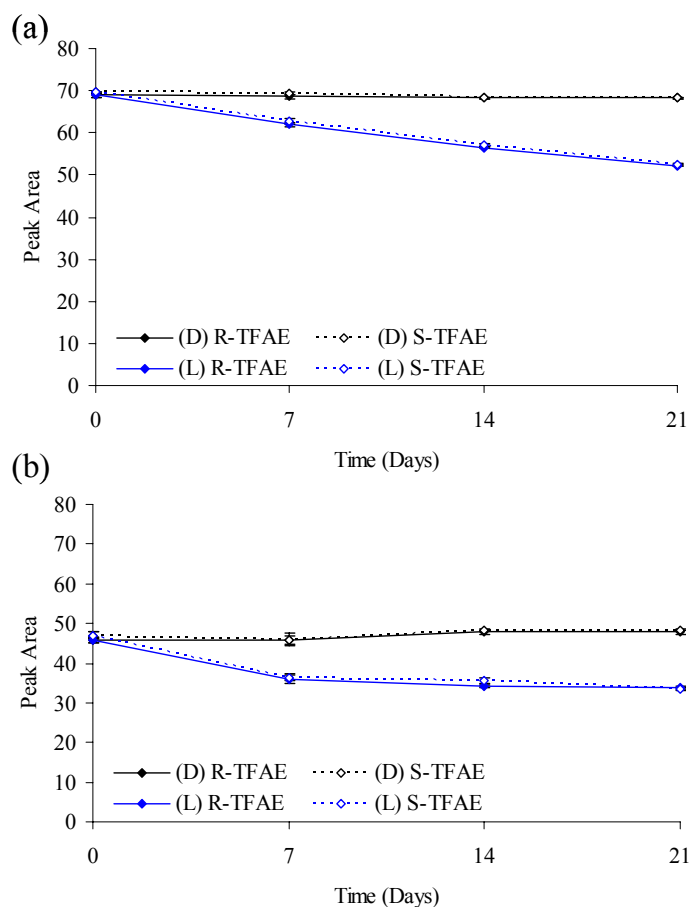 (a)
80
70
60
50
40
30
20
10
0
Peak Area
(D) R-TFAE (D) S-TFAE
(L) R-TFAE (L) S-TFAE
0 7 14 21
Time (Days)
(b)
80
70
60
50
40
30
20
10
0
Peak Area
(D) R-TFAE (D) S-TFAE
(L) R-TFAE (L) S-TFAE
0 7 14 21
Time (Days)